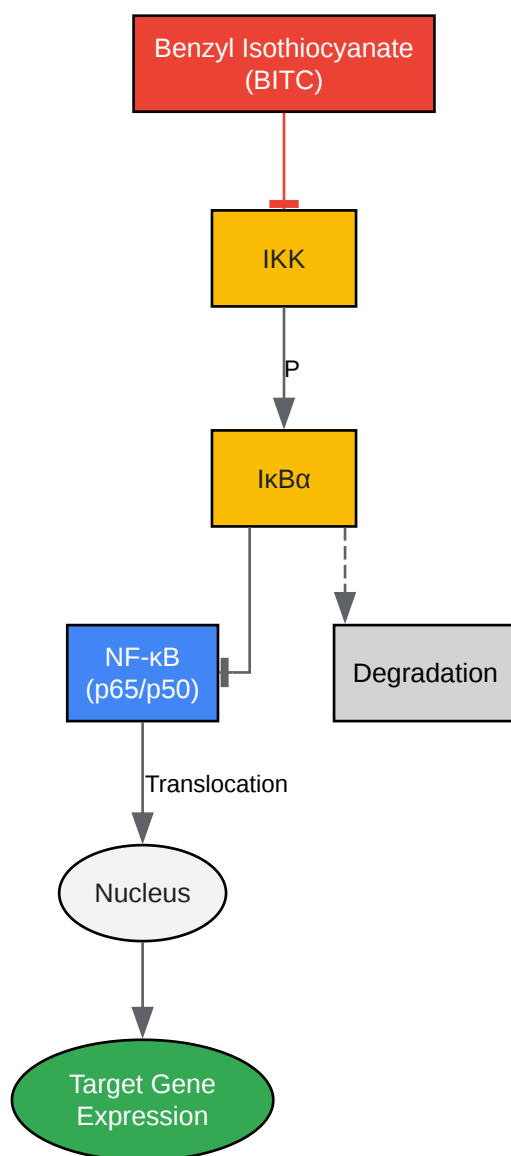 Benzyl Isothiocyanate
(BITC)
IKK
P
IκBα
NF-κB
(p65/p50)
Degradation
Translocation
Nucleus
Target Gene
Expression